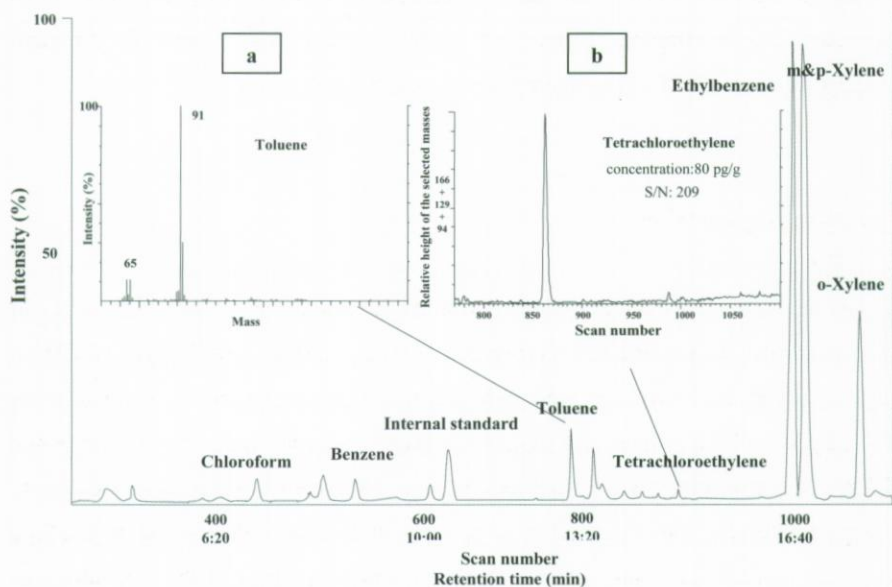 100
a
b
Ethylbenzene
m&p-Xylene
100
91
Toluene
Intensity (%)
65
Mass
Tetrachloroethylene
concentration:80 pg/g
S/N: 209
Relative height of the selected masses
166
+
129
+
94
800 850 900 950 1000 1050
Scan number
Intensity (%)
50
o-Xylene
Internal standard
Toluene
Chloroform
Benzene
Tetrachloroethylene
400 600 800 1000
6:20 10:00 13:20 16:40
Scan number
Retention time (min)